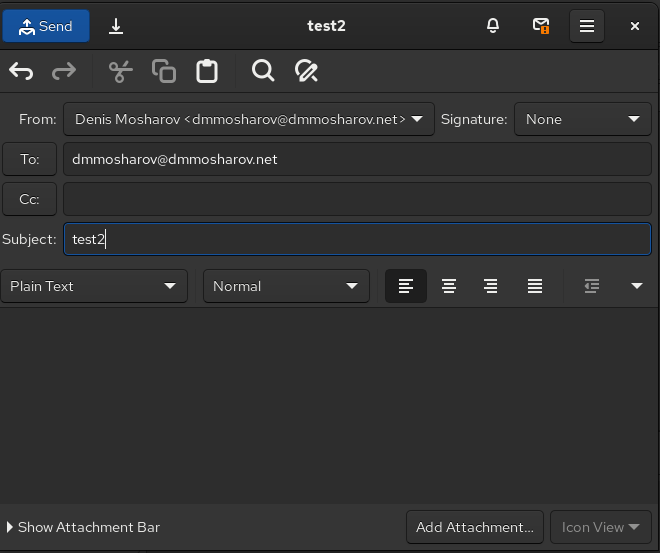 Send test2
From: Denis Mosharov <dmmosharov@dmmosharov.net> Signature: None
To: dmmosharov@dmmosharov.net
Cc:
Subject: test2
Plain Text Normal
Show Attachment Bar Add Attachment... Icon View